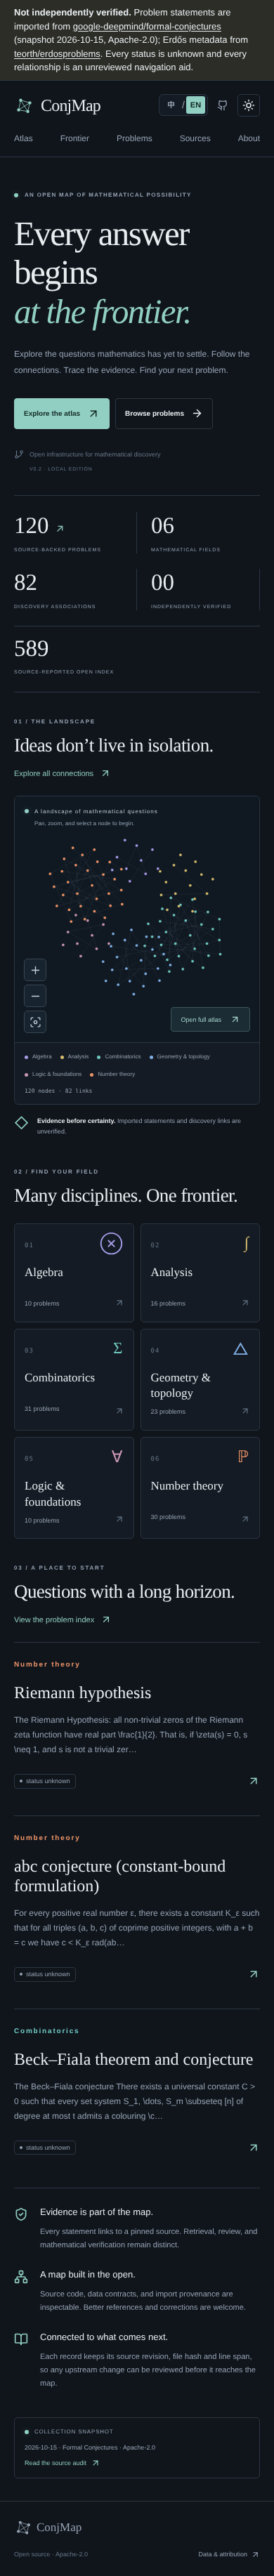 Not independently verified. Problem statements are
imported from google-deepmind/formal-conjectures
(snapshot 2026-10-15, Apache-2.0); Erdős metadata from
teorth/erdosproblems. Every status is unknown and every
relationship is an unreviewed navigation aid.
ConjMap
中 / EN
Atlas Frontier Problems Sources About
AN OPEN MAP OF MATHEMATICAL POSSIBILITY
Every answer
begins
at the frontier.
Explore the questions mathematics has yet to settle. Follow the
connections. Trace the evidence. Find your next problem.
Explore the atlas
Browse problems
Open infrastructure for mathematical discovery
V0.2 · LOCAL EDITION
120
SOURCE-BACKED PROBLEMS
06
MATHEMATICAL FIELDS
82
DISCOVERY ASSOCIATIONS
00
INDEPENDENTLY VERIFIED
589
SOURCE-REPORTED OPEN INDEX
01 / THE LANDSCAPE
Ideas don’t live in isolation.
Explore all connections
A landscape of mathematical questions
Pan, zoom, and select a node to begin.
Open full atlas
Algebra Analysis Combinatorics Geometry & topology
Logic & foundations Number theory
120 nodes · 82 links
Evidence before certainty. Imported statements and discovery links are
unverified.
02 / FIND YOUR FIELD
Many disciplines. One frontier.
01
Algebra
10 problems
02
∫
Analysis
16 problems
03
Σ
Combinatorics
31 problems
04
Geometry &
topology
23 problems
05
∀
Logic &
foundations
10 problems
06
ℙ
Number theory
30 problems
03 / A PLACE TO START
Questions with a long horizon.
View the problem index
Number theory
Riemann hypothesis
The Riemann Hypothesis: all non-trivial zeros of the Riemann
zeta function have real part \frac{1}{2}. That is, if \zeta(s) = 0, s
\neq 1, and s is not a trivial zer…
status unknown
Number theory
abc conjecture (constant-bound
formulation)
For every positive real number ε, there exists a constant K_ε such
that for all triples (a, b, c) of coprime positive integers, with a + b
= c we have c < K_ε rad(ab…
status unknown
Combinatorics
Beck–Fiala theorem and conjecture
The Beck–Fiala conjecture There exists a universal constant C >
0 such that every set system S_1, \dots, S_m \subseteq [n] of
degree at most t admits a colouring \c…
status unknown
Evidence is part of the map.
Every statement links to a pinned source. Retrieval, review, and
mathematical verification remain distinct.
A map built in the open.
Source code, data contracts, and import provenance are
inspectable. Better references and corrections are welcome.
Connected to what comes next.
Each record keeps its source revision, file hash and line span,
so any upstream change can be reviewed before it reaches the
map.
COLLECTION SNAPSHOT
2026-10-15 · Formal Conjectures · Apache-2.0
Read the source audit
ConjMap
Open source · Apache-2.0
Data & attribution